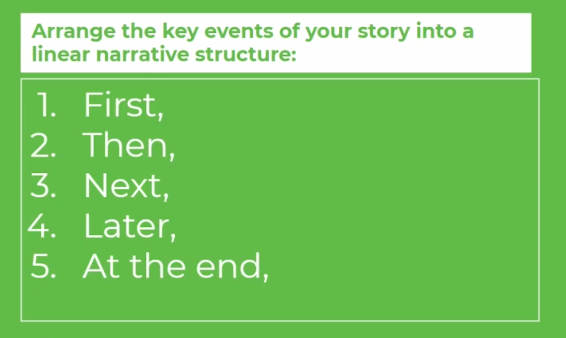 Arrange the key events of your story into a
linear narrative structure:
1. First,
2. Then,
3. Next,
4. Later,
5. At the end,